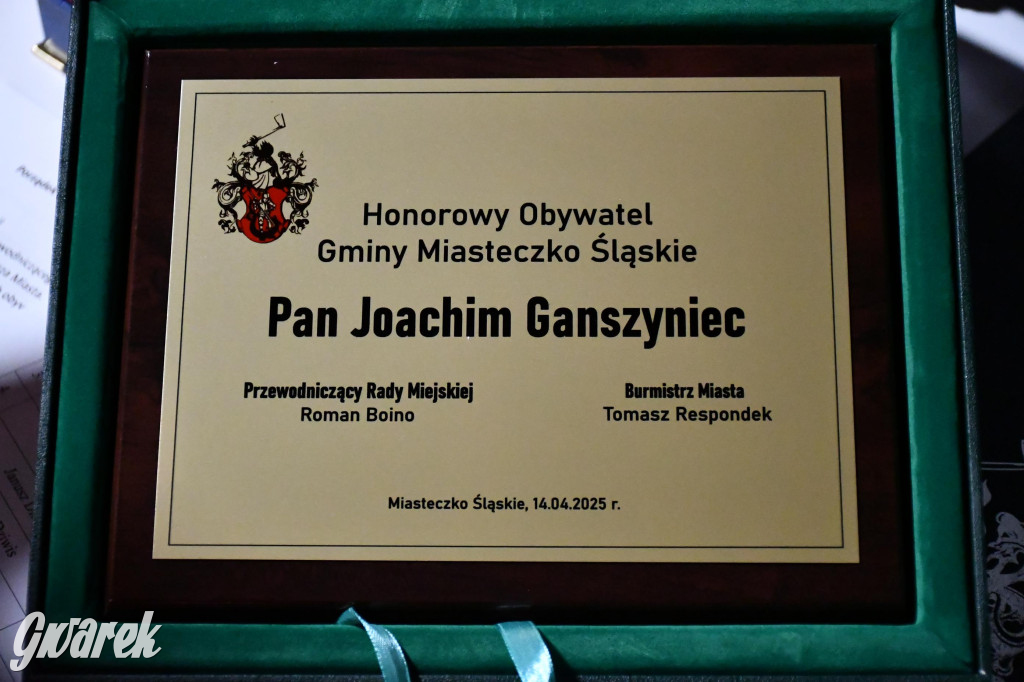 Honorowy Obywatel
Gminy Miasteczko Śląskie
Pan Joachim Ganszyniec
Przewodniczący Rady Miejskiej
Roman Boino
Burmistrz Miasta
Tomasz Respondek
Miasteczko Śląskie, 14.04.2025 r.
Gwarek